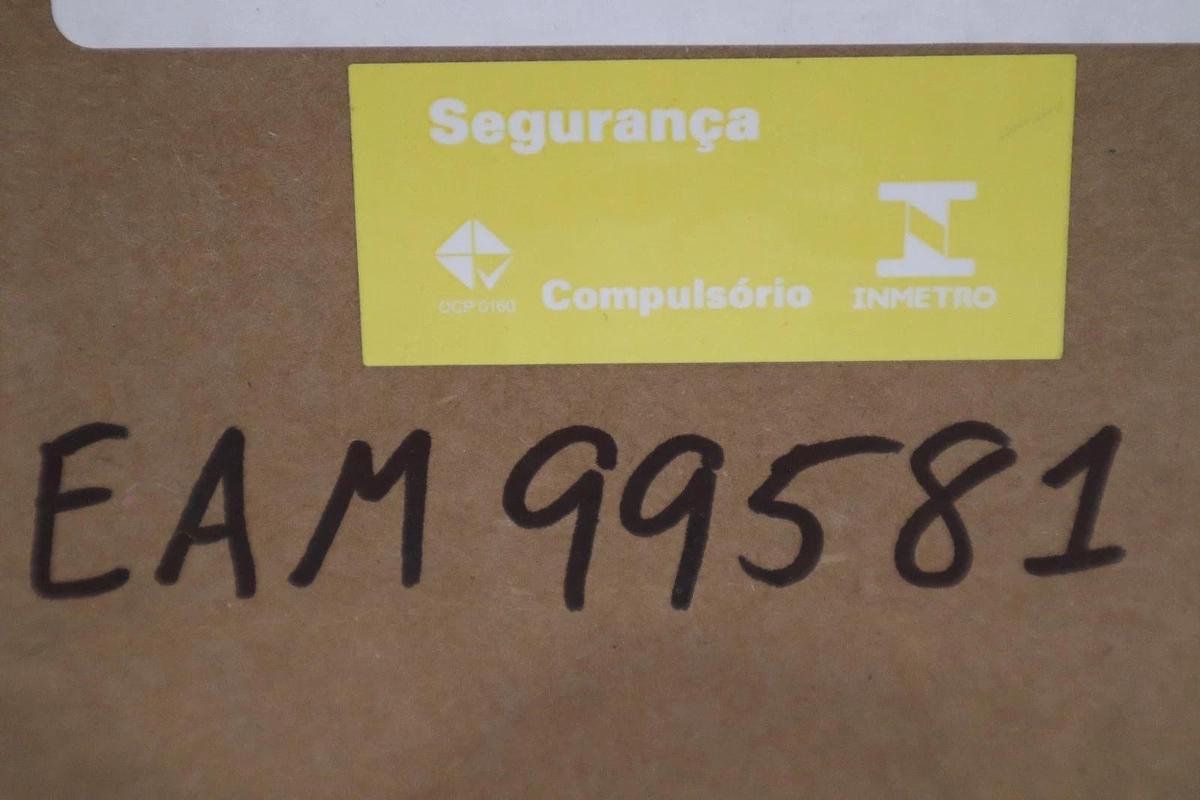 Segurança
OCP 0160
Compulsório
INMETRO
EAM 99581